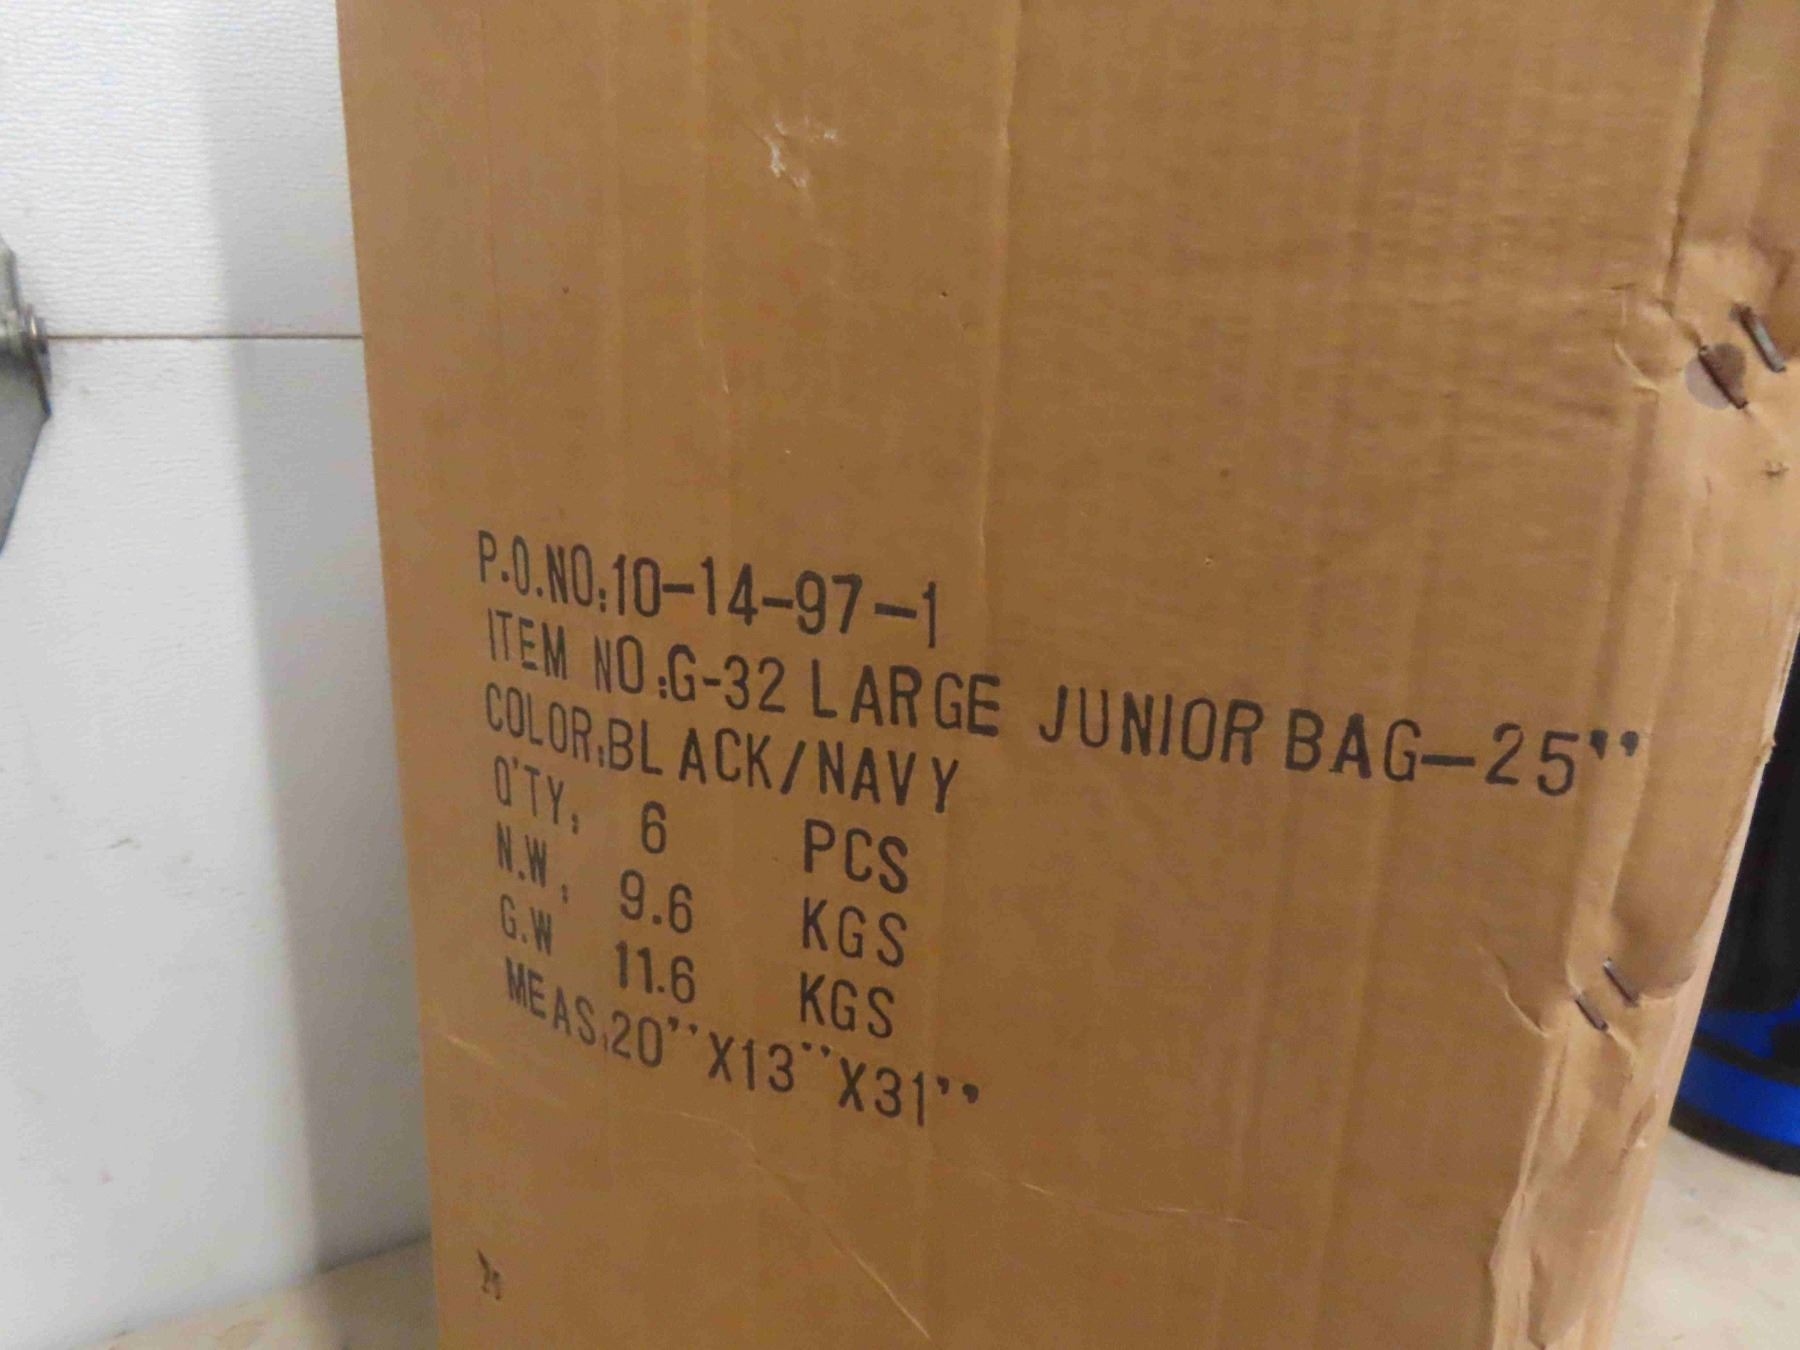 P.O.NO:10-14-97-1
ITEM NO:G-32 LARGE JUNIOR BAG-25"
COLOR:BLACK/NAVY
Q'TY: 6 PCS
N.W: 9.6 KGS
G.W 11.6 KGS
MEAS:20"X13"X31"